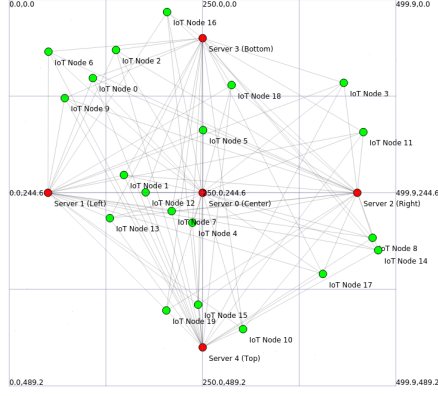 0.0,0.0
250.0,0.0
499.9,0.0
IoT Node 16
Server 3 (Bottom)
IoT Node 6
IoT Node 2
IoT Node 0
IoT Node 18
IoT Node 3
IoT Node 9
IoT Node 5
IoT Node 11
IoT Node 1
0.0,244.6
250.0,244.6
499.9,244.6
Server 1 (Left)
IoT Node 12
Server 0 (Center)
Server 2 (Right)
IoT Node 7
IoT Node 13
IoT Node 4
IoT Node 8
IoT Node 14
IoT Node 17
IoT Node 15
IoT Node 19
IoT Node 10
Server 4 (Top)
0.0,489.2
250.0,489.2
499.9,489.2